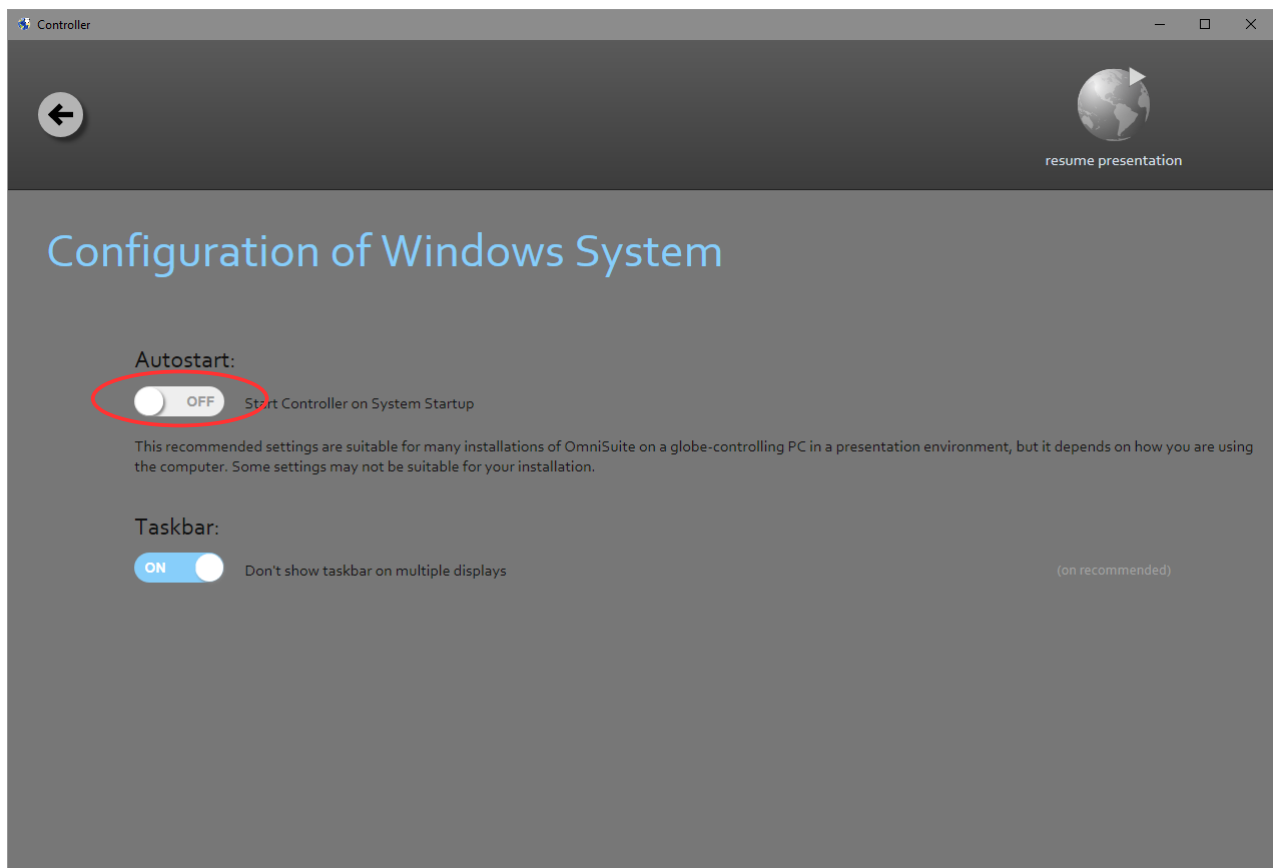 Controller
resume presentation
Configuration of Windows System
Autostart:
OFF Start Controller on System Startup
This recommended settings are suitable for many installations of OmniSuite on a globe-controlling PC in a presentation environment, but it depends on how you are using
the computer. Some settings may not be suitable for your installation.
Taskbar:
ON Don't show taskbar on multiple displays (on recommended)